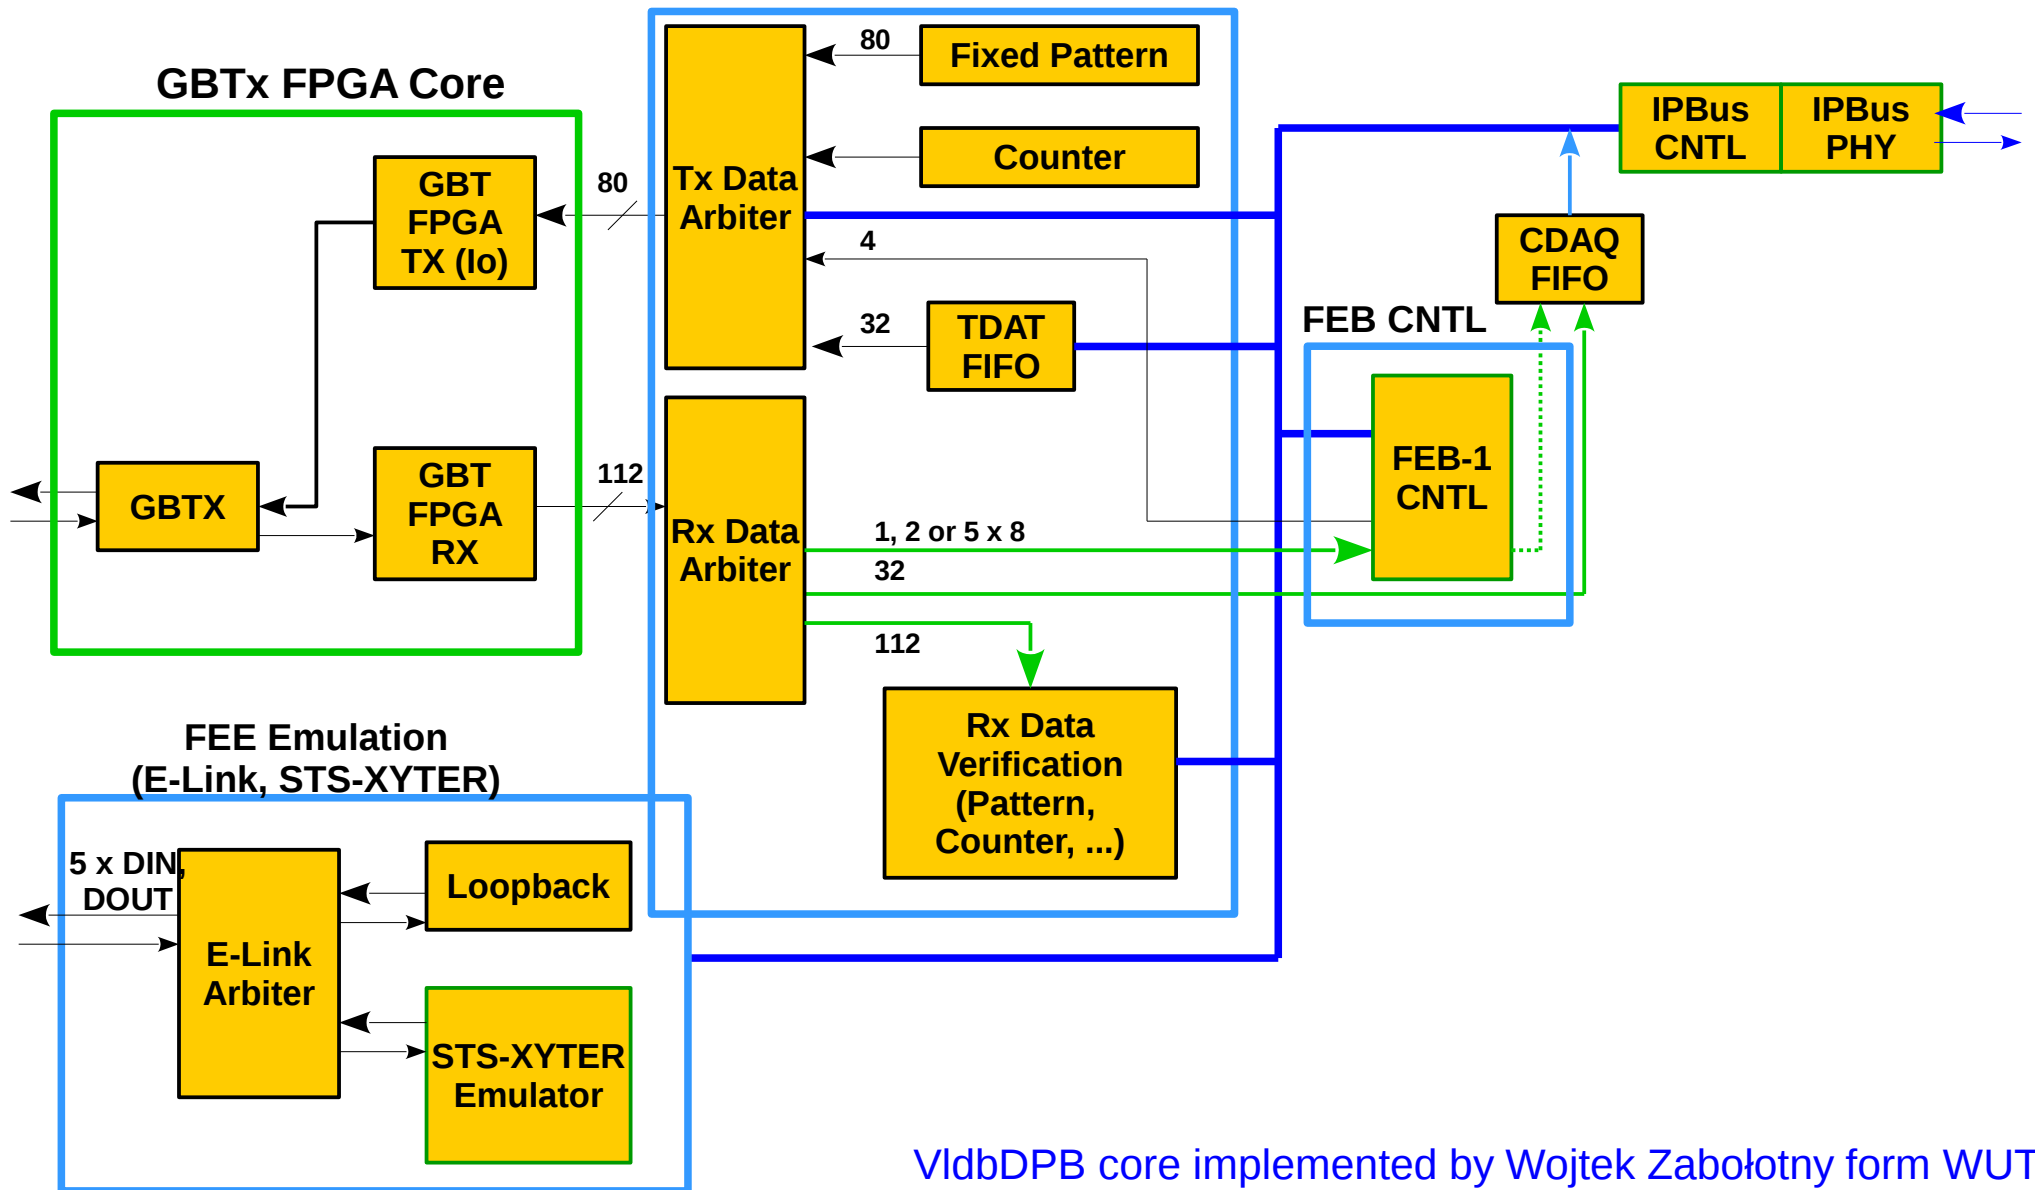 GBTx FPGA Core
GBT
FPGA
TX (lo)
80
GBTX
GBT
FPGA
RX
112
Tx Data
Arbiter
80
Fixed Pattern
Counter
4
32
TDAT
FIFO
Rx Data
Arbiter
1, 2 or 5 x 8
32
112
Rx Data
Verification
(Pattern,
Counter, ...)
IPBus
CNTL
IPBus
PHY
CDAQ
FIFO
FEB CNTL
FEB-1
CNTL
FEE Emulation
(E-Link, STS-XYTER)
5 x DIN,
DOUT
E-Link
Arbiter
Loopback
STS-XYTER
Emulator
VldbDPB core implemented by Wojtek Zabołotny form WUT